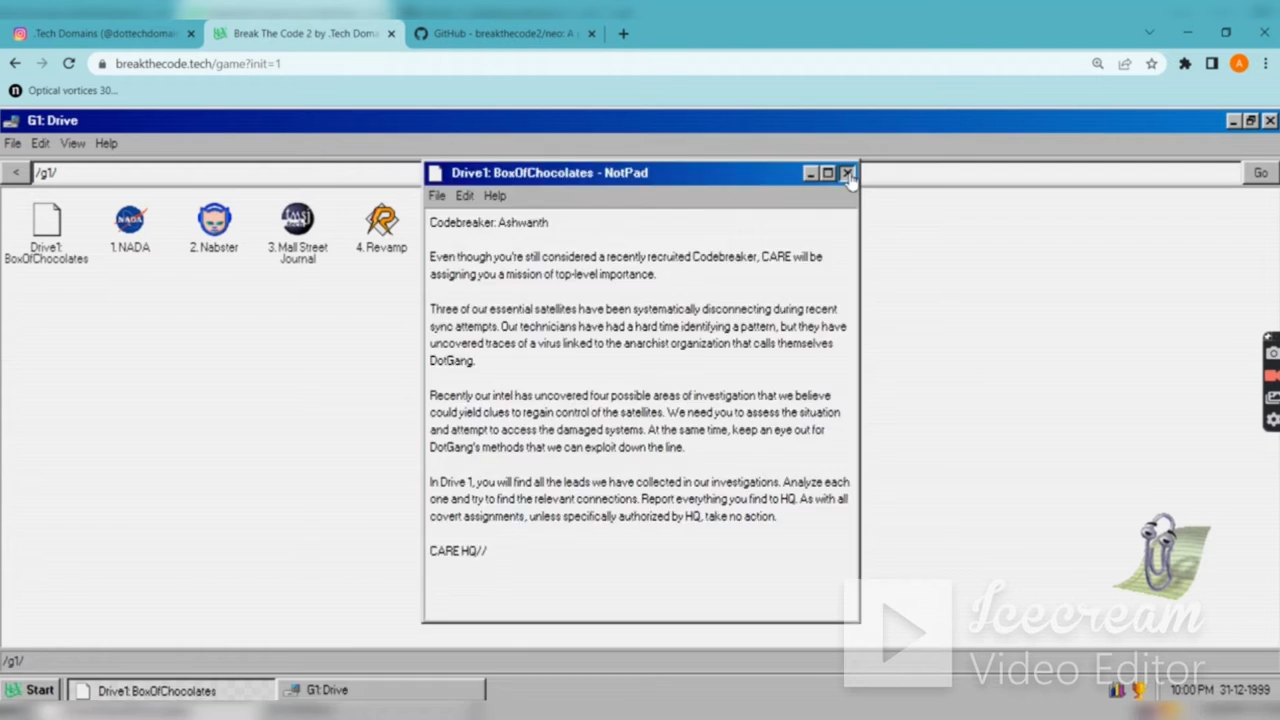 .Tech Domains (@dottechdomai
Break The Code 2 by .Tech Doma
GitHub - breakthecode2/neo: A
breakthecode.tech/game?init=1
A
Optical vortices 30...
G1: Drive
File Edit View Help
< /g1/ Go
Drive1: BoxOfChocolates
1. NADA
2. Nabster
3. Mall Street Journal
4. Revamp
Drive1: BoxOfChocolates - NotPad
File Edit Help
Codebreaker: Ashwanth
Even though you're still considered a recently recruited Codebreaker, CARE will be
assigning you a mission of top-level importance.
Three of our essential satellites have been systematically disconnecting during recent
sync attempts. Our technicians have had a hard time identifying a pattern, but they have
uncovered traces of a virus linked to the anarchist organization that calls themselves
DotGang.
Recently our intel has uncovered four possible areas of investigation that we believe
could yield clues to regain control of the satellites. We need you to assess the situation
and attempt to access the damaged systems. At the same time, keep an eye out for
DotGang's methods that we can exploit down the line.
In Drive 1, you will find all the leads we have collected in our investigations. Analyze each
one and try to find the relevant connections. Report everything you find to HQ. As with all
covert assignments, unless specifically authorized by HQ, take no action.
CARE HQ//
Icecream
Video Editor
/g1/
Start
Drive1: BoxOfChocolates
G1: Drive
10:00 PM 31-12-1999